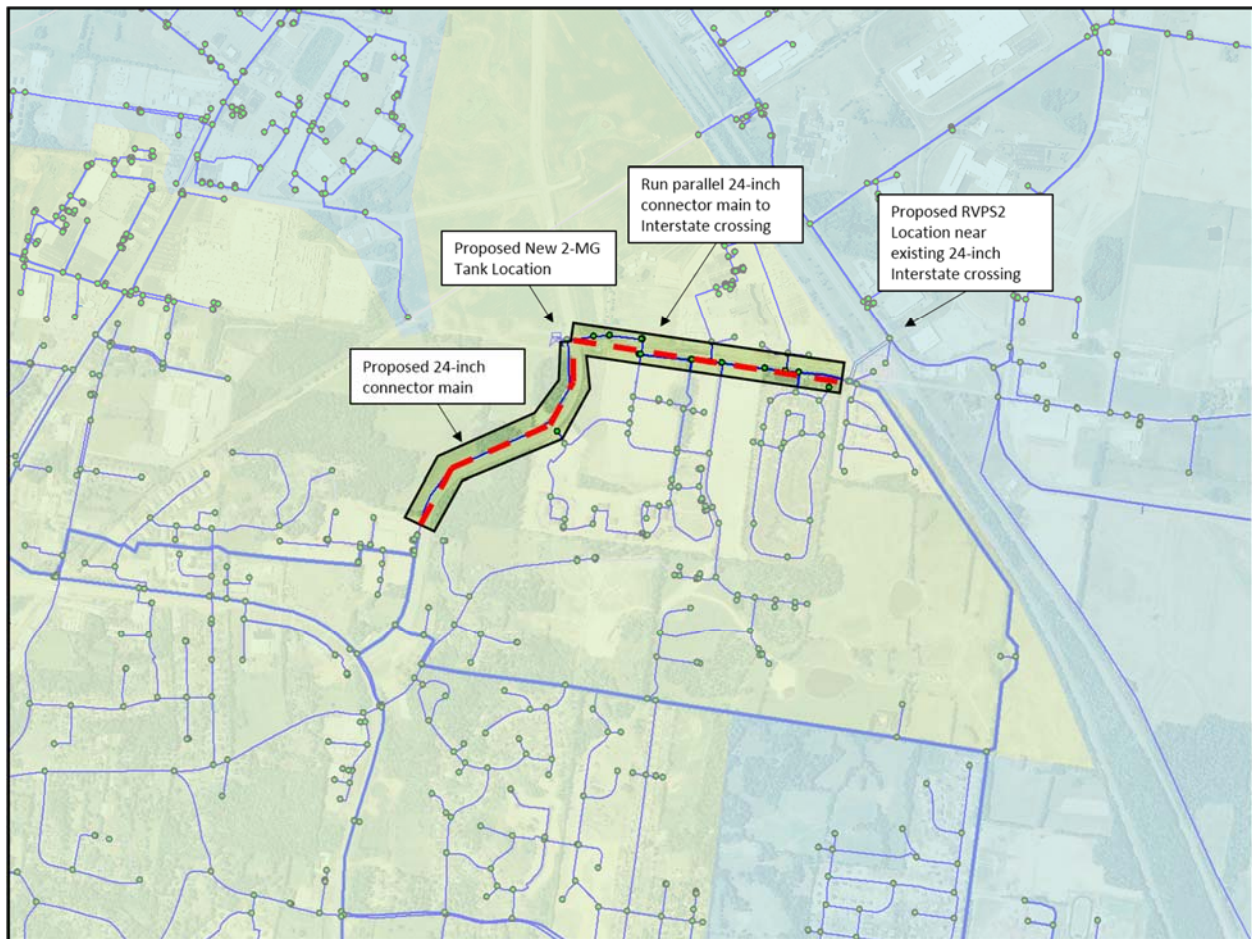 Run parallel 24-inch
connector main to
Interstate crossing
Proposed RVPS2
Location near
existing 24-inch
Interstate crossing
Proposed New 2-MG
Tank Location
Proposed 24-inch
connector main